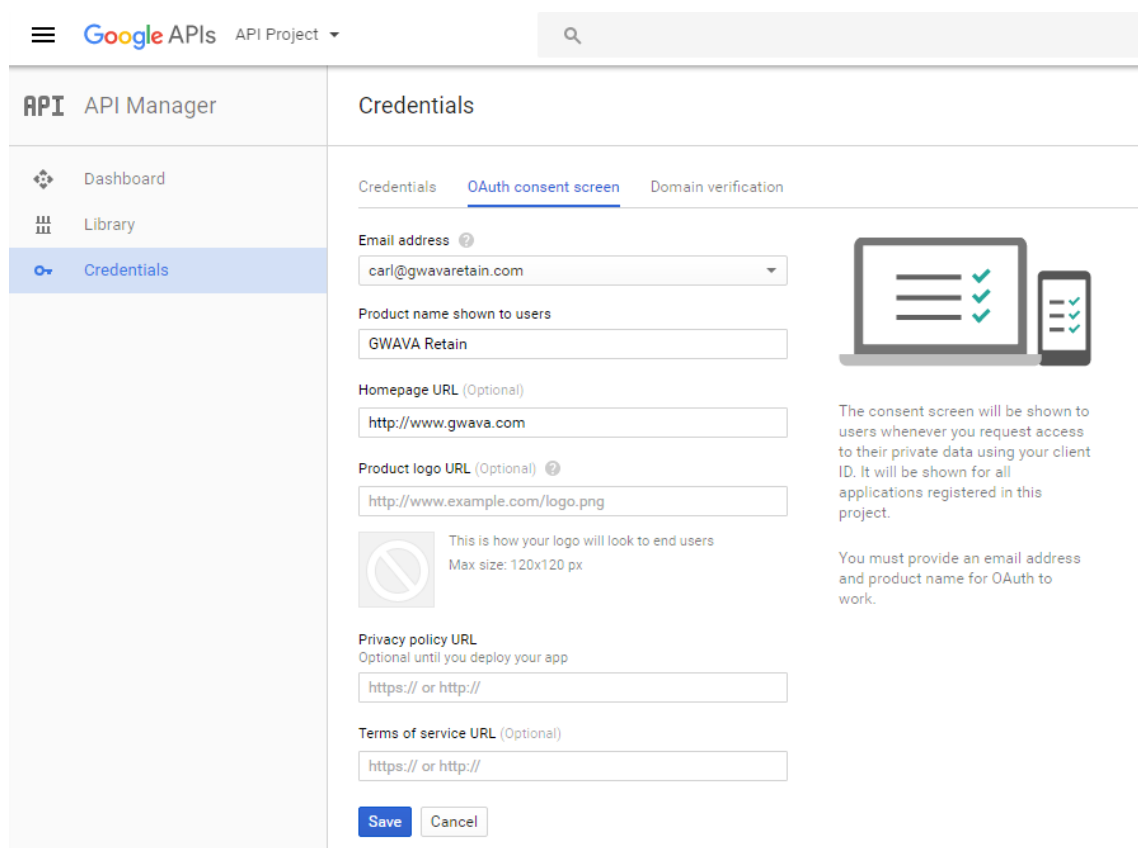 Google APIs API Project
API API Manager
Credentials
Dashboard
Library
Credentials
Credentials OAuth consent screen Domain verification
Email address ?
carl@gwavaretain.com
Product name shown to users
GWAVA Retain
Homepage URL (Optional)
http://www.gwava.com
Product logo URL (Optional) ?
http://www.example.com/logo.png
This is how your logo will look to end users
Max size: 120x120 px
Privacy policy URL
Optional until you deploy your app
https:// or http://
Terms of service URL (Optional)
https:// or http://
Save Cancel
The consent screen will be shown to
users whenever you request access
to their private data using your client
ID. It will be shown for all
applications registered in this
project.
You must provide an email address
and product name for OAuth to
work.